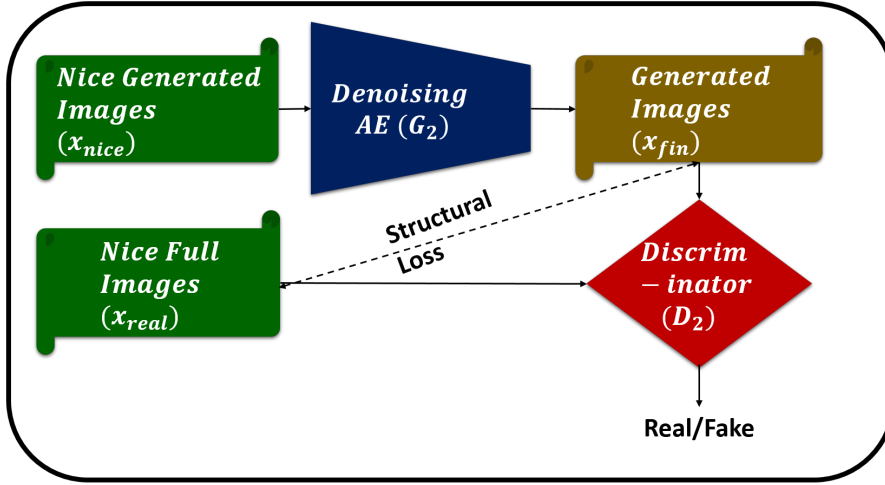 Nice Generated
Images
(x_nice)
Denoising
AE (G_2)
Generated
Images
(x_fin)
Structural
Loss
Nice Full
Images
(x_real)
Discrim
-inator
(D_2)
Real/Fake